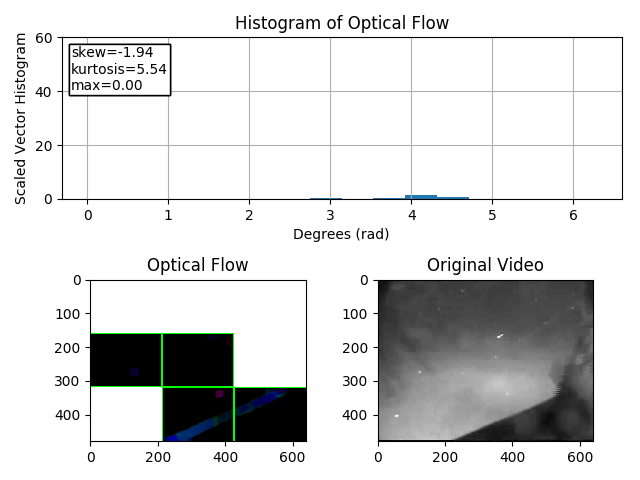 Histogram of Optical Flow
Scaled Vector Histogram
60
40
20
0
skew=-1.94
kurtosis=5.54
max=0.00
0 1 2 3 4 5 6
Degrees (rad)
Optical Flow
0
100
200
300
400
0 200 400 600
Original Video
0
100
200
300
400
0 200 400 600